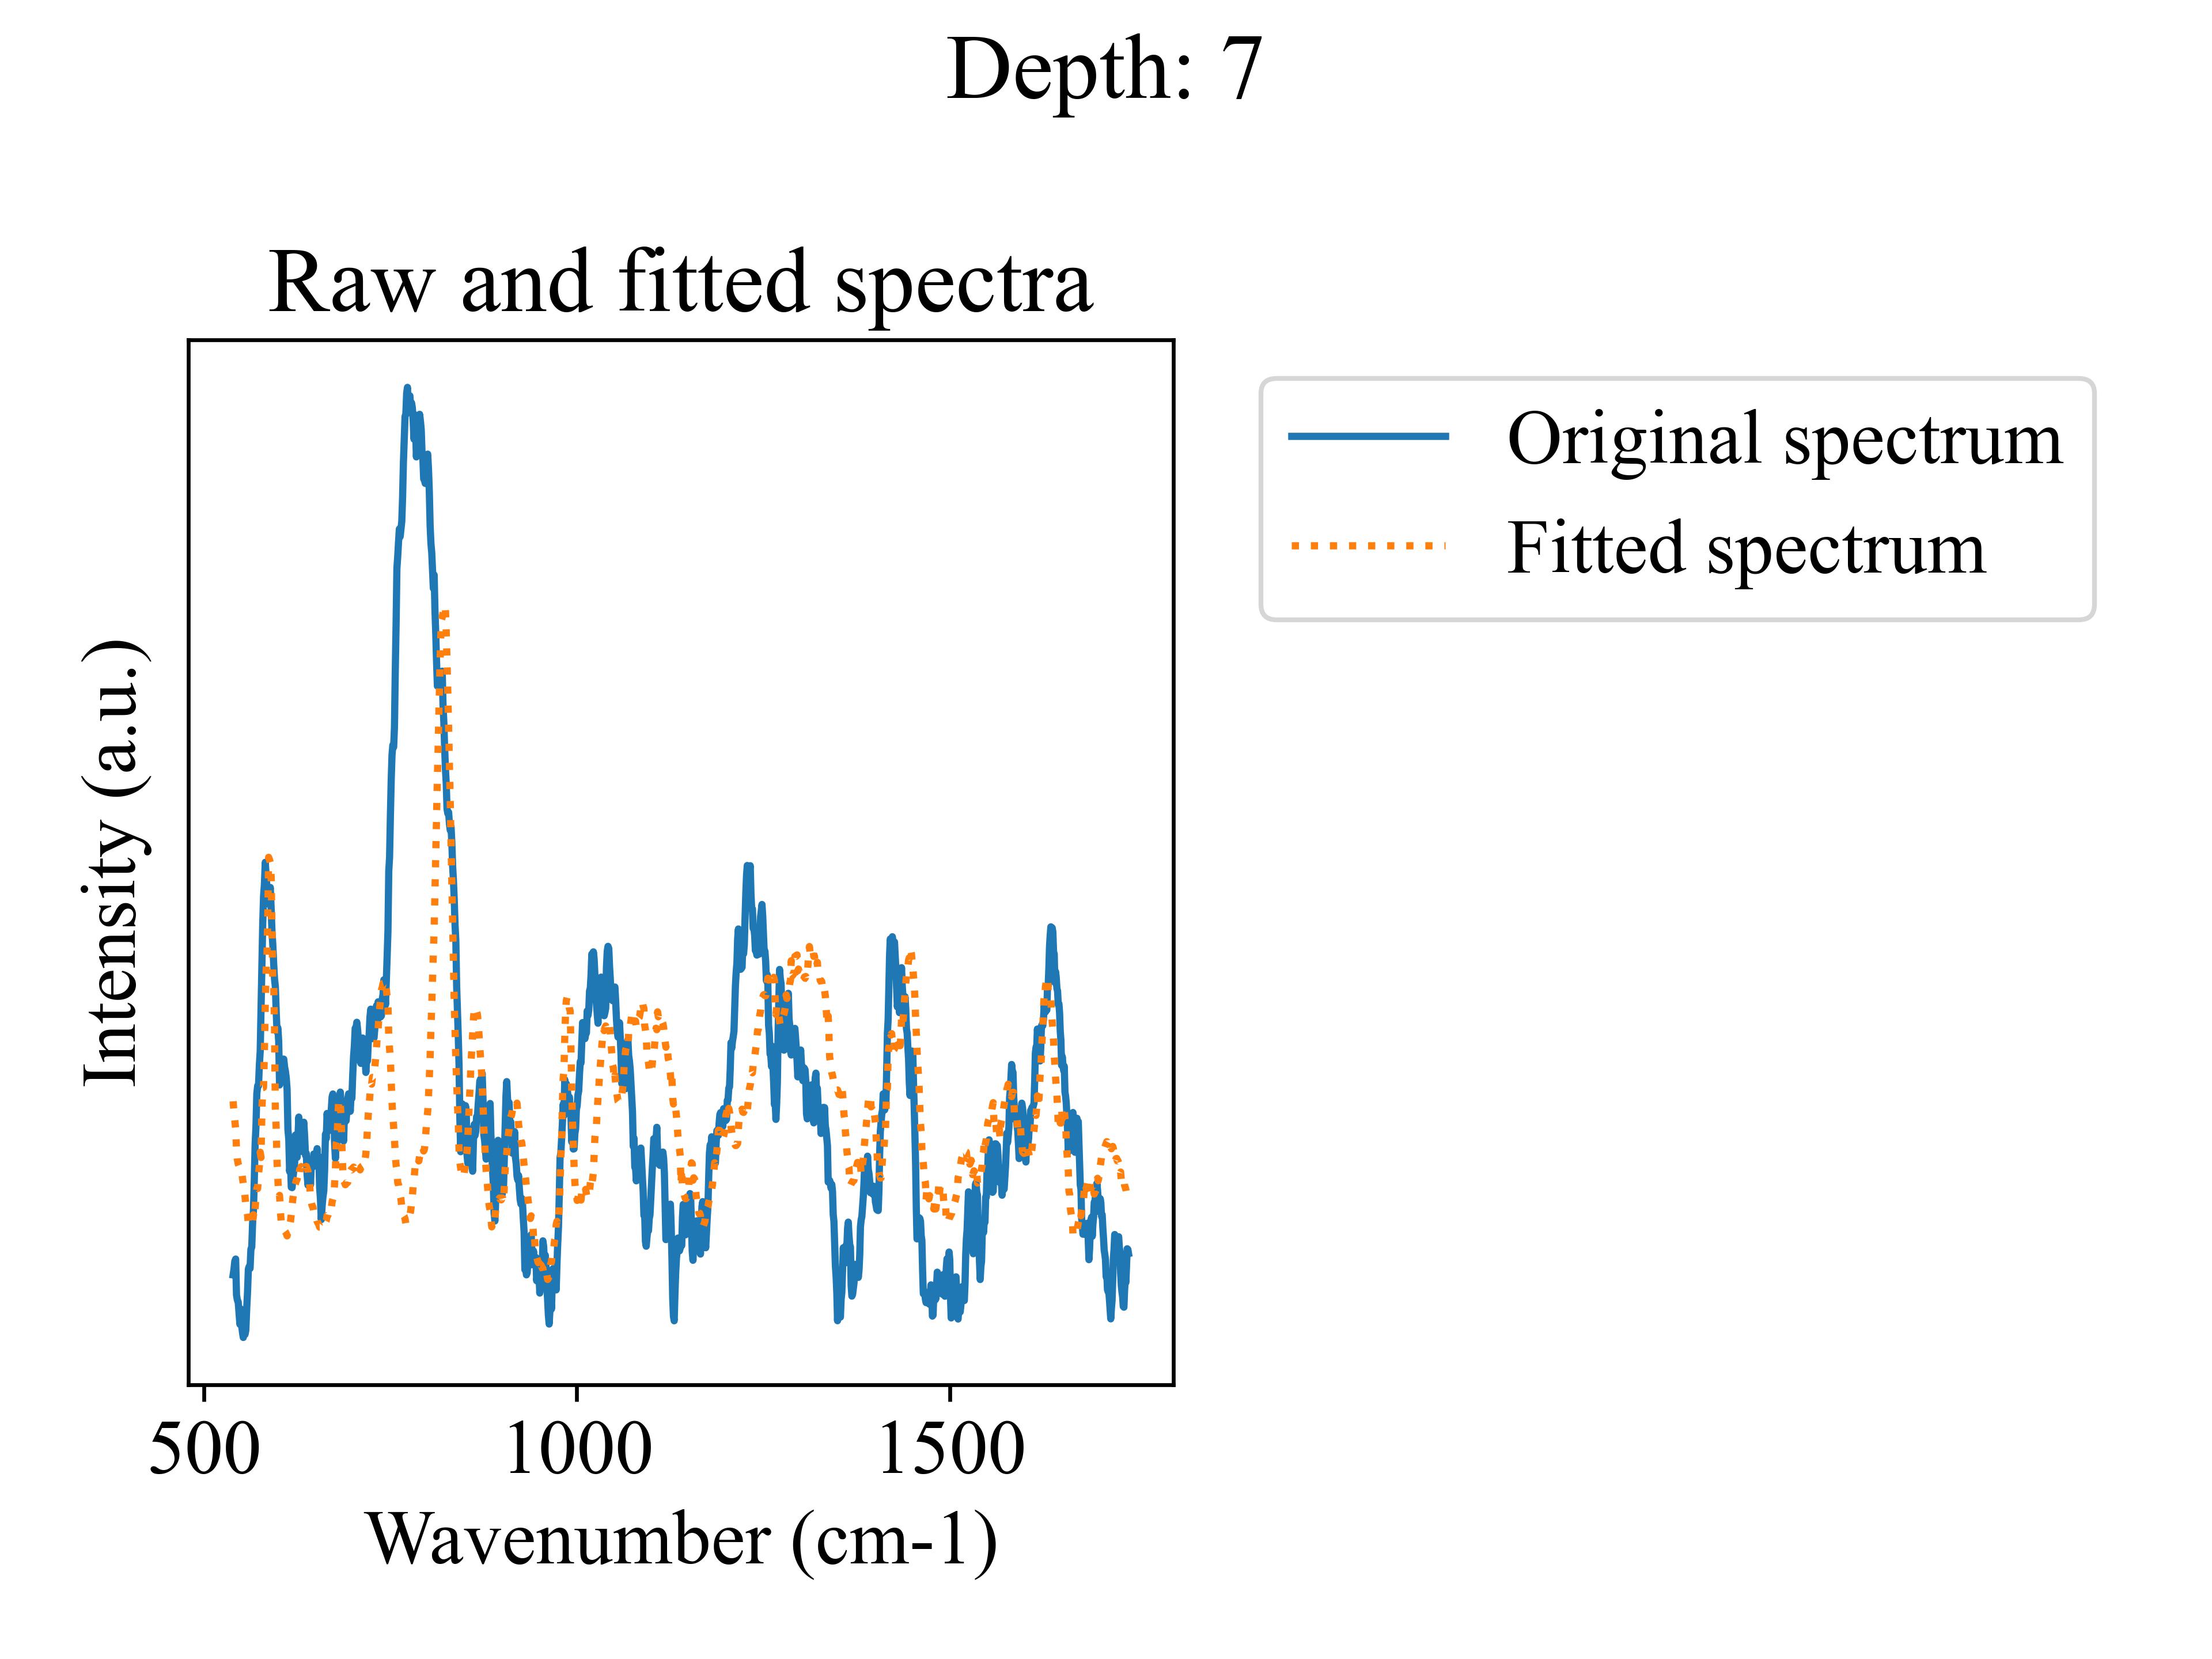 Depth: 7
Raw and fitted spectra
Original spectrum
Fitted spectrum
Intensity (a.u.)
500 1000 1500
Wavenumber (cm-1)